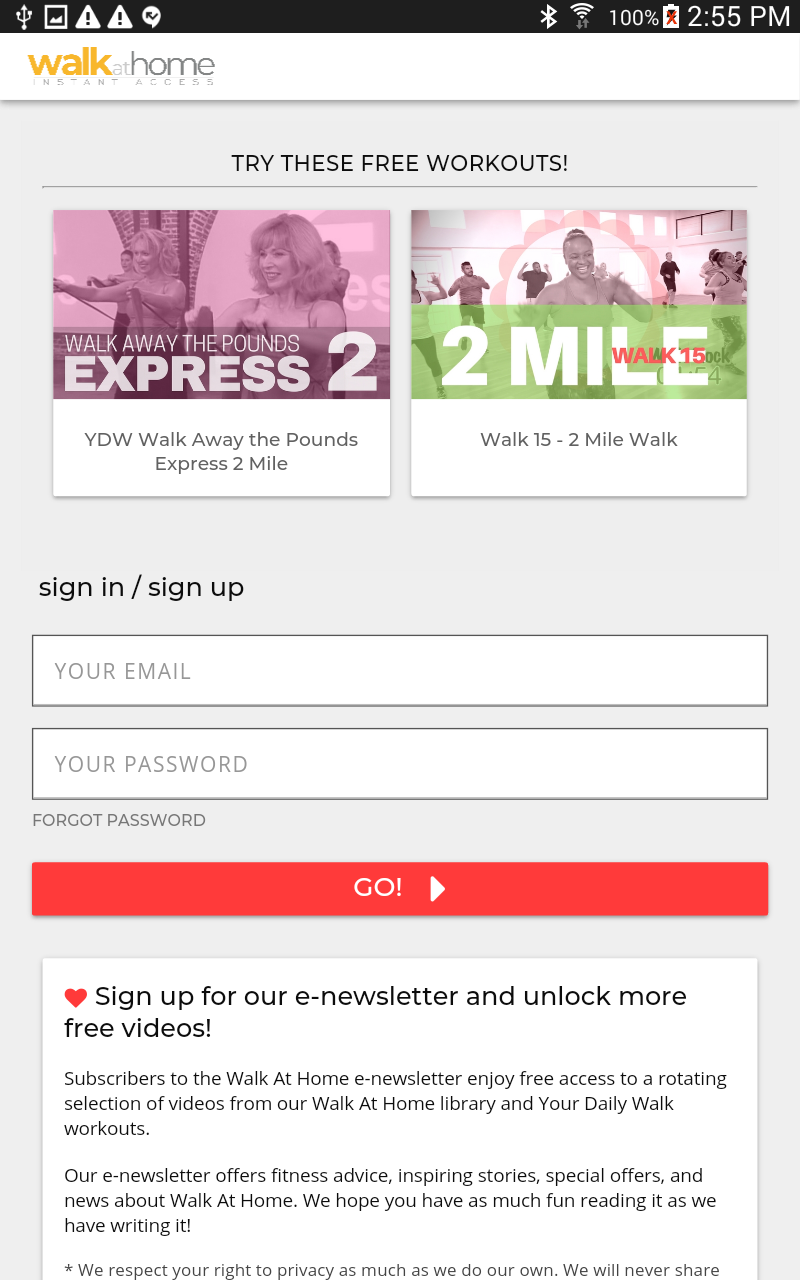 100% 2:55 PM
walk at home
INSTANT ACCESS
TRY THESE FREE WORKOUTS!
WALK AWAY THE POUNDS
EXPRESS 2
2 MILE
WALK 15
YDW Walk Away the Pounds
Express 2 Mile
Walk 15 - 2 Mile Walk
sign in / sign up
YOUR EMAIL
YOUR PASSWORD
FORGOT PASSWORD
GO!
Sign up for our e-newsletter and unlock more
free videos!
Subscribers to the Walk At Home e-newsletter enjoy free access to a rotating
selection of videos from our Walk At Home library and Your Daily Walk
workouts.
Our e-newsletter offers fitness advice, inspiring stories, special offers, and
news about Walk At Home. We hope you have as much fun reading it as we
have writing it!
* We respect your right to privacy as much as we do our own. We will never share